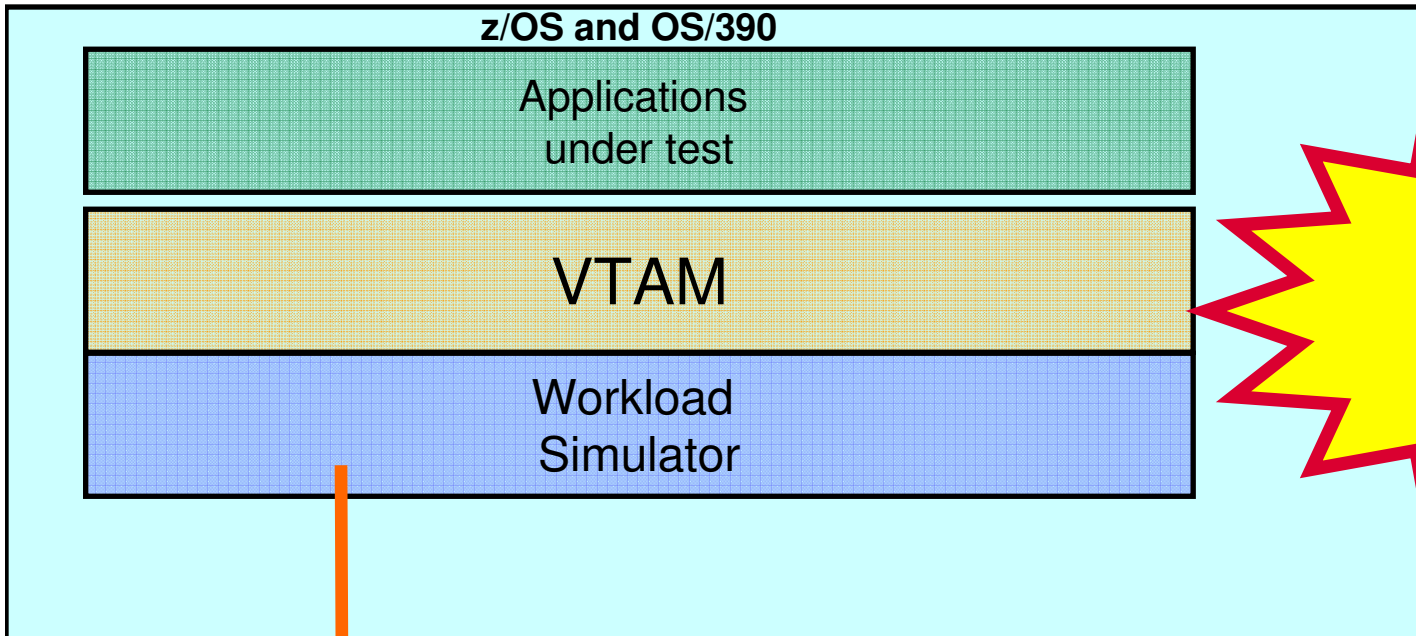 z/OS and OS/390
Applications
under test
VTAM
Workload
Simulator